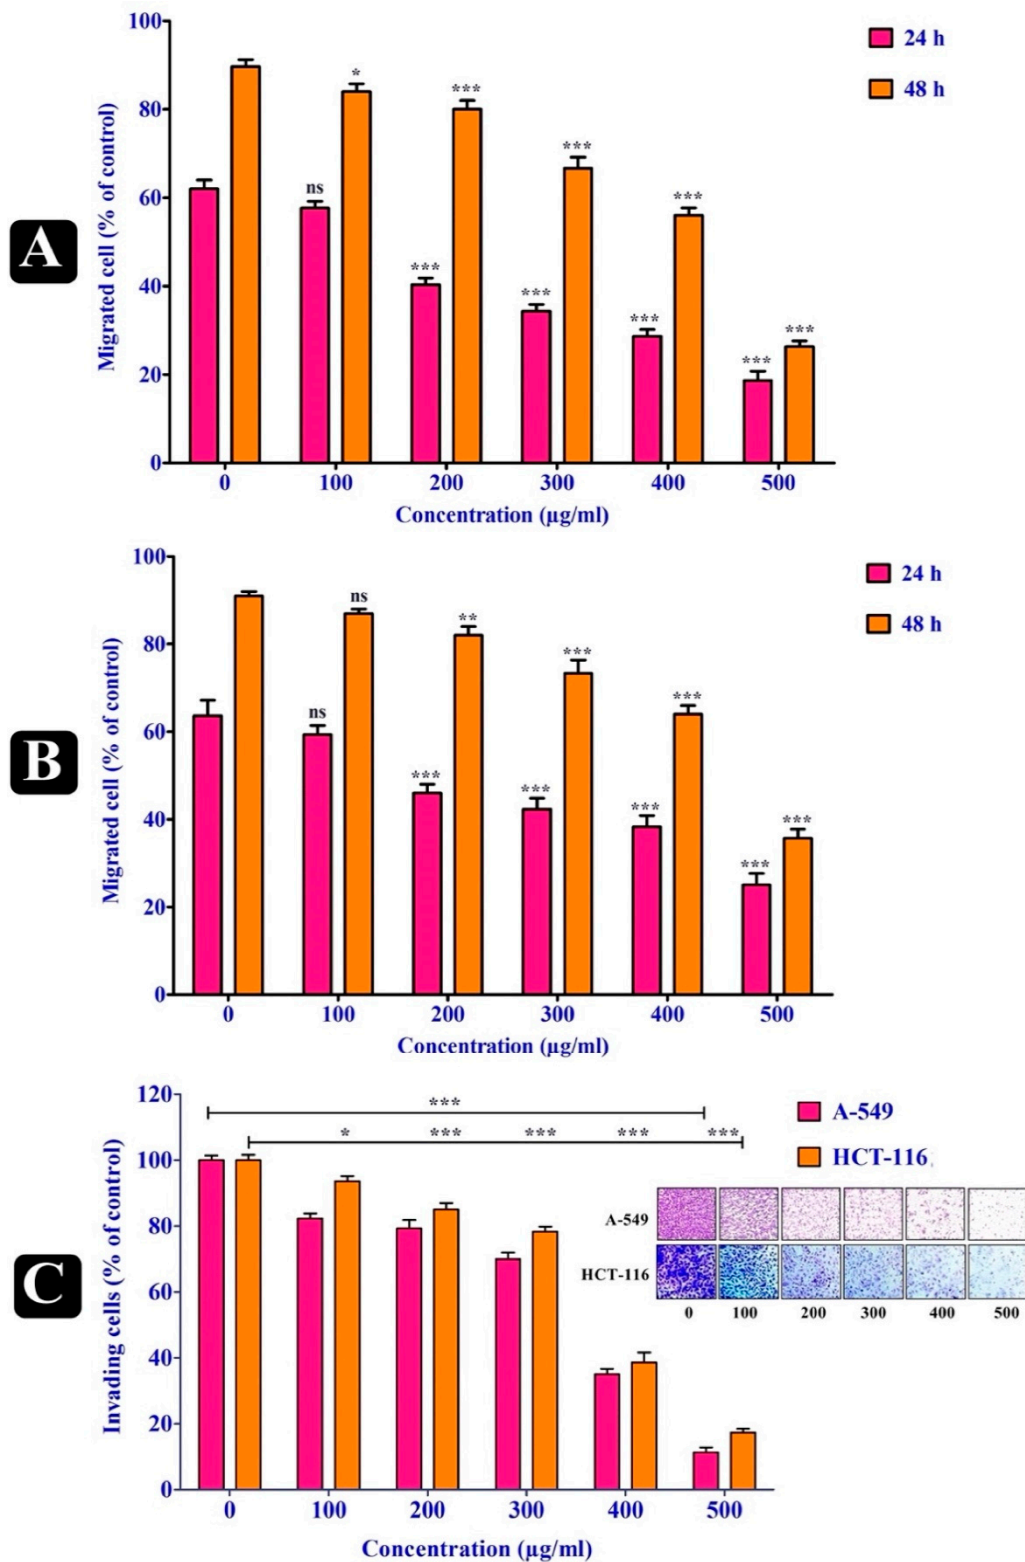 A
Migrated cell (% of control)
100
80
60
40
20
0
24 h
48 h
*
***
***
***
***
ns
***
***
***
***
0 100 200 300 400 500
Concentration (µg/ml)
B
Migrated cell (% of control)
100
80
60
40
20
0
24 h
48 h
ns
**
***
***
***
ns
***
***
***
***
0 100 200 300 400 500
Concentration (µg/ml)
C
Invading cells (% of control)
120
100
80
60
40
20
0
***
* *** *** *** ***
A-549
HCT-116
A-549
HCT-116
0 100 200 300 400 500
0 100 200 300 400 500
Concentration (µg/ml)